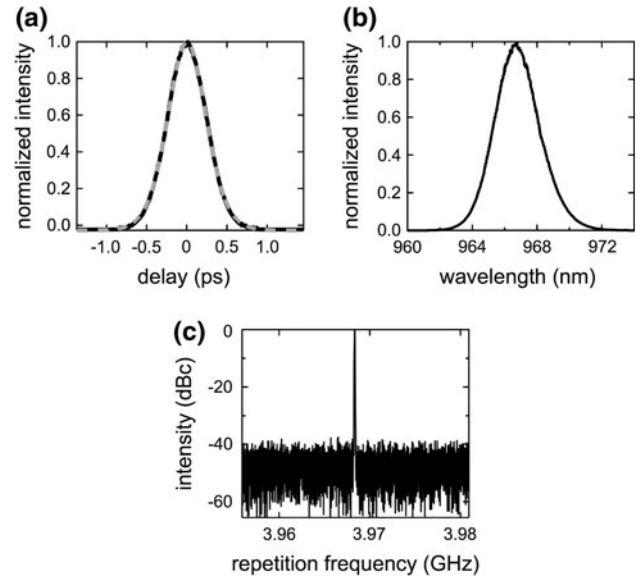 (a)
normalized intensity
1.0
0.8
0.6
0.4
0.2
0.0
-1.0 -0.5 0 0.5 1.0
delay (ps)
(b)
normalized intensity
1.0
0.8
0.6
0.4
0.2
0.0
960 964 968 972
wavelength (nm)
(c)
intensity (dBc)
0
-20
-40
-60
3.96 3.97 3.98
repetition frequency (GHz)